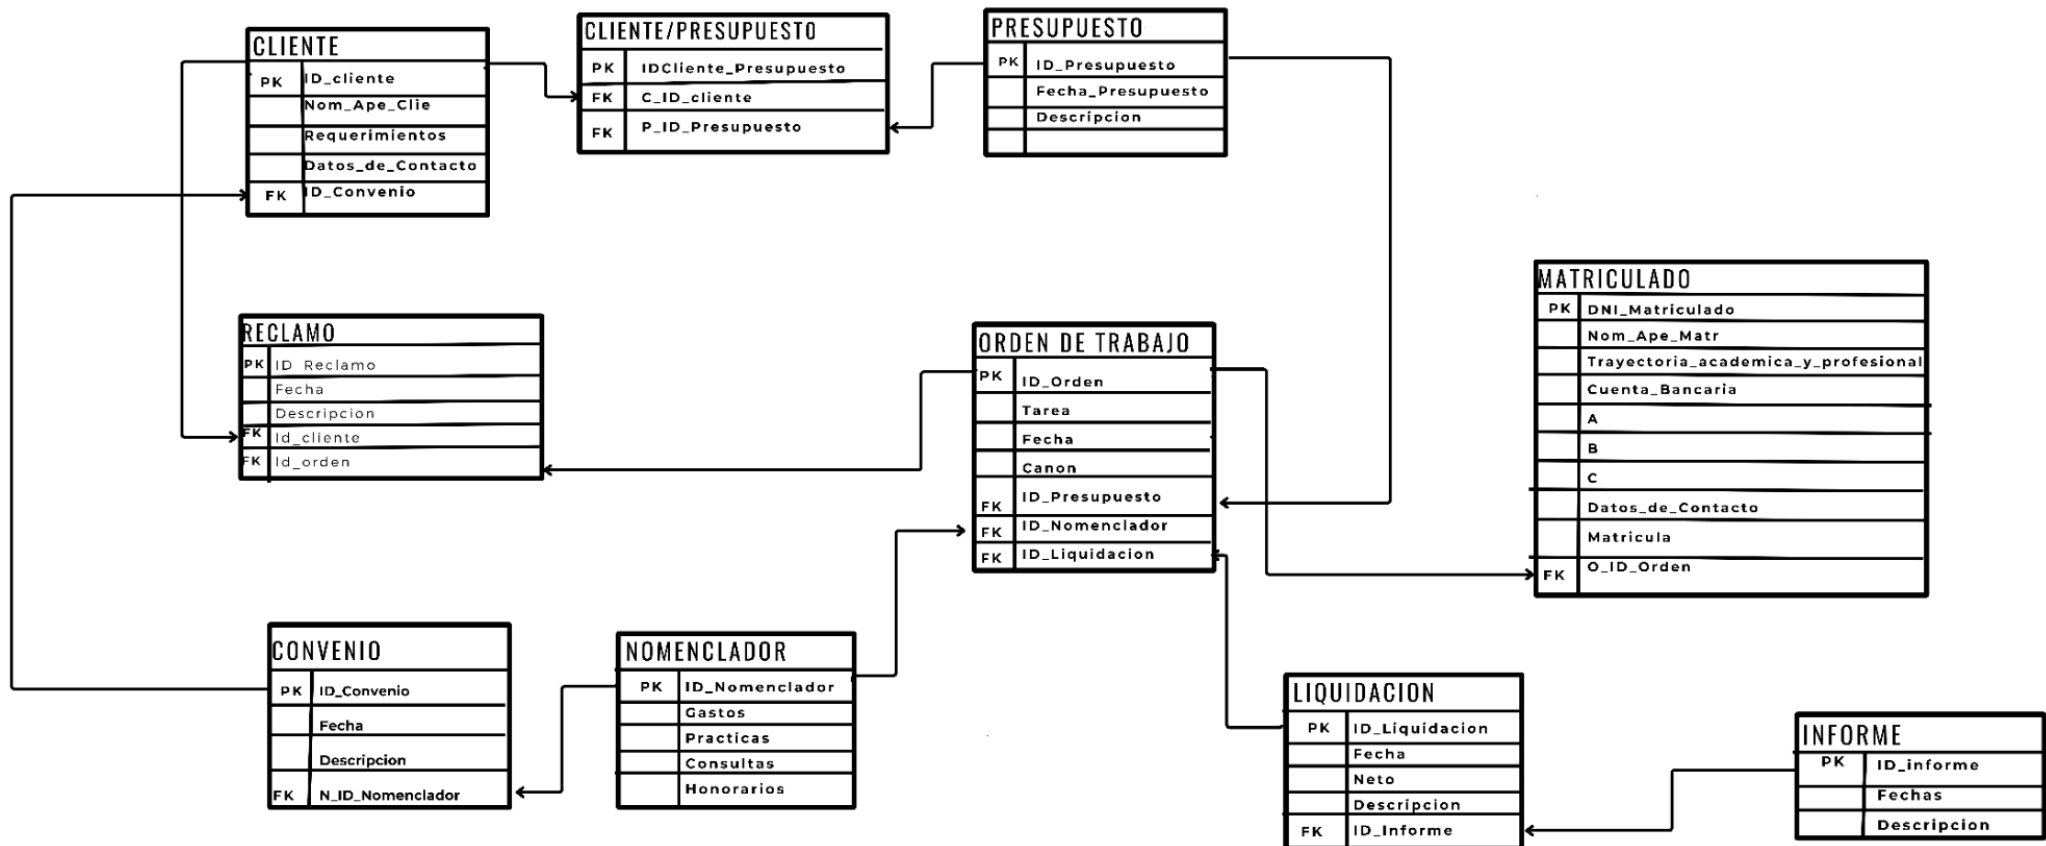 CLIENTE
PK ID_cliente
Nom_Ape_Clie
Requerimientos
Datos_de_Contacto
FK ID_Convenio
CLIENTE/PRESUPUESTO
PK IDCliente_Presupuesto
FK C_ID_cliente
FK P_ID_Presupuesto
PRESUPUESTO
PK ID_Presupuesto
Fecha_Presupuesto
Descripcion
RECLAMO
PK ID_Reclamo
Fecha
Descripcion
FK Id_cliente
FK Id_orden
ORDEN DE TRABAJO
PK ID_Orden
Tarea
Fecha
Canon
FK ID_Presupuesto
FK ID_Nomenclador
FK ID_Liquidacion
MATRICULADO
PK DNI_Matriculado
Nom_Ape_Matr
Trayectoria_academica_y_profesional
Cuenta_Bancaria
A
B
C
Datos_de_Contacto
Matricula
FK O_ID_Orden
CONVENIO
PK ID_Convenio
Fecha
Descripcion
FK N_ID_Nomenclador
NOMENCLADOR
PK ID_Nomenclador
Gastos
Practicas
Consultas
Honorarios
LIQUIDACION
PK ID_Liquidacion
Fecha
Neto
Descripcion
FK ID_Informe
INFORME
PK ID_informe
Fechas
Descripcion